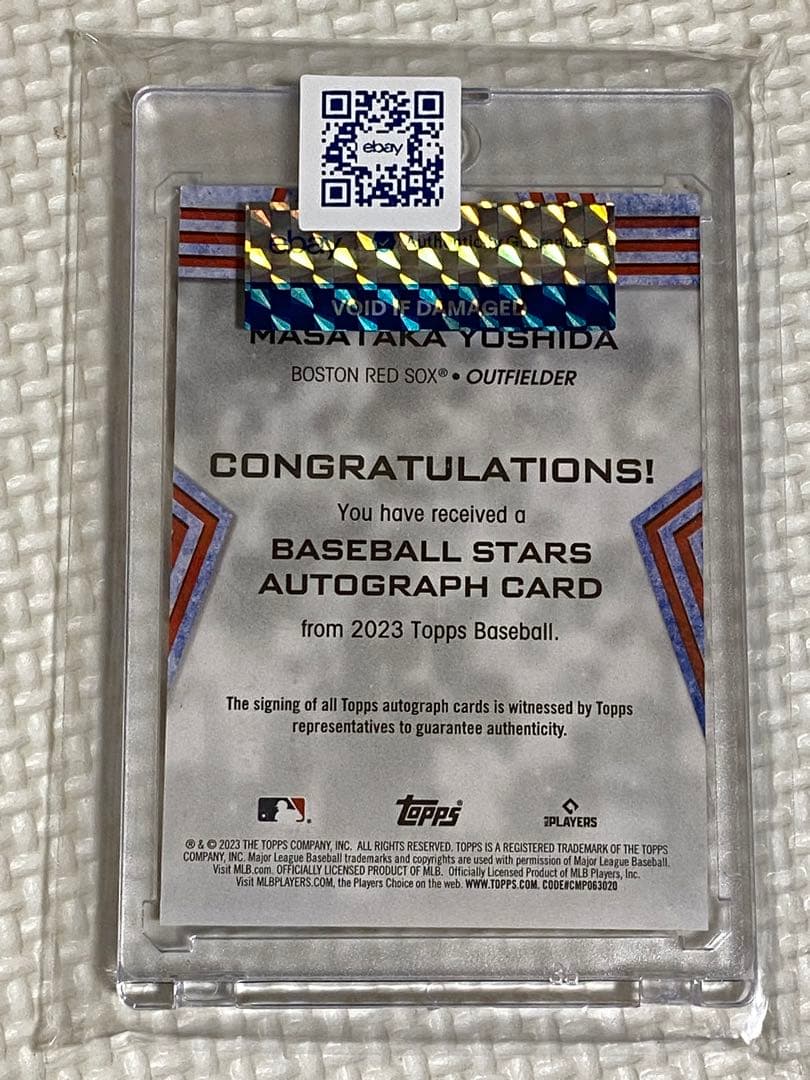 ebay
ebay Authenticity Guarantee
VOID IF DAMAGED
MASATAKA YOSHIDA
BOSTON RED SOX® • OUTFIELDER
CONGRATULATIONS!
You have received a
BASEBALL STARS
AUTOGRAPH CARD
from 2023 Topps Baseball.
The signing of all Topps autograph cards is witnessed by Topps
representatives to guarantee authenticity.
topps® PLAYERS
® & © 2023 THE TOPPS COMPANY, INC. ALL RIGHTS RESERVED. TOPPS IS A REGISTERED TRADEMARK OF THE TOPPS
COMPANY, INC. Major League Baseball trademarks and copyrights are used with permission of Major League Baseball.
Visit MLB.com. OFFICIALLY LICENSED PRODUCT OF MLB. Officially Licensed Product of MLB Players, Inc.
Visit MLBPLAYERS.COM, the Players Choice on the web. WWW.TOPPS.COM. CODE#CMP063020